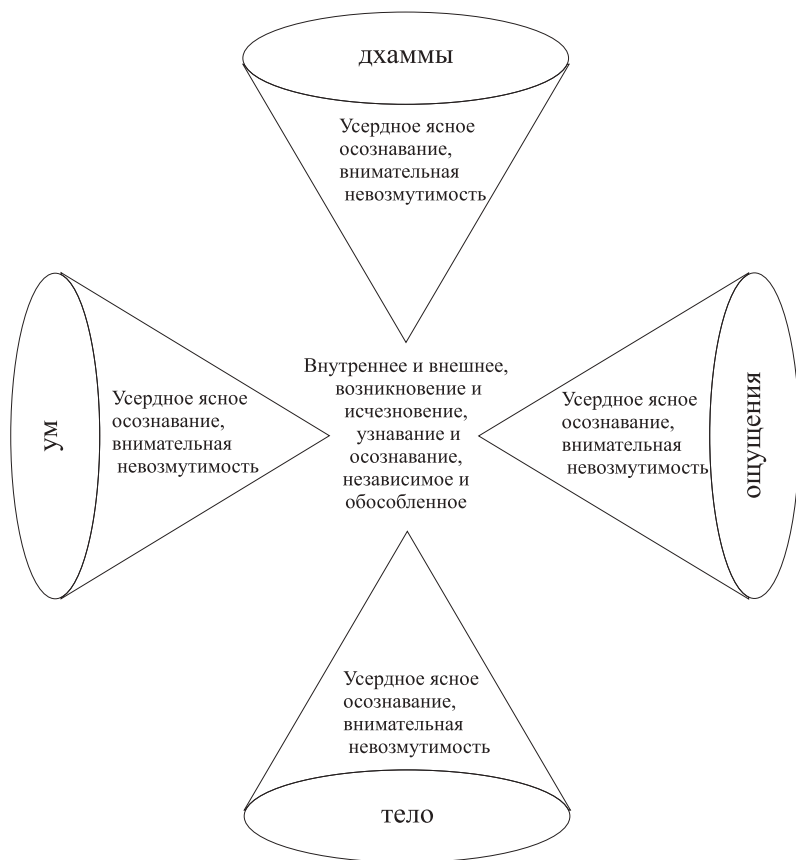 дхаммы
Усердное ясное
осознавание,
внимательная
невозмутимость
ум
Усердное ясное
осознавание,
внимательная
невозмутимость
Внутреннее и внешнее,
возникновение и
исчезновение,
узнавание и
осознавание,
независимое и
обособленное
Усердное ясное
осознавание,
внимательная
невозмутимость
ощущения
Усердное ясное
осознавание,
внимательная
невозмутимость
тело